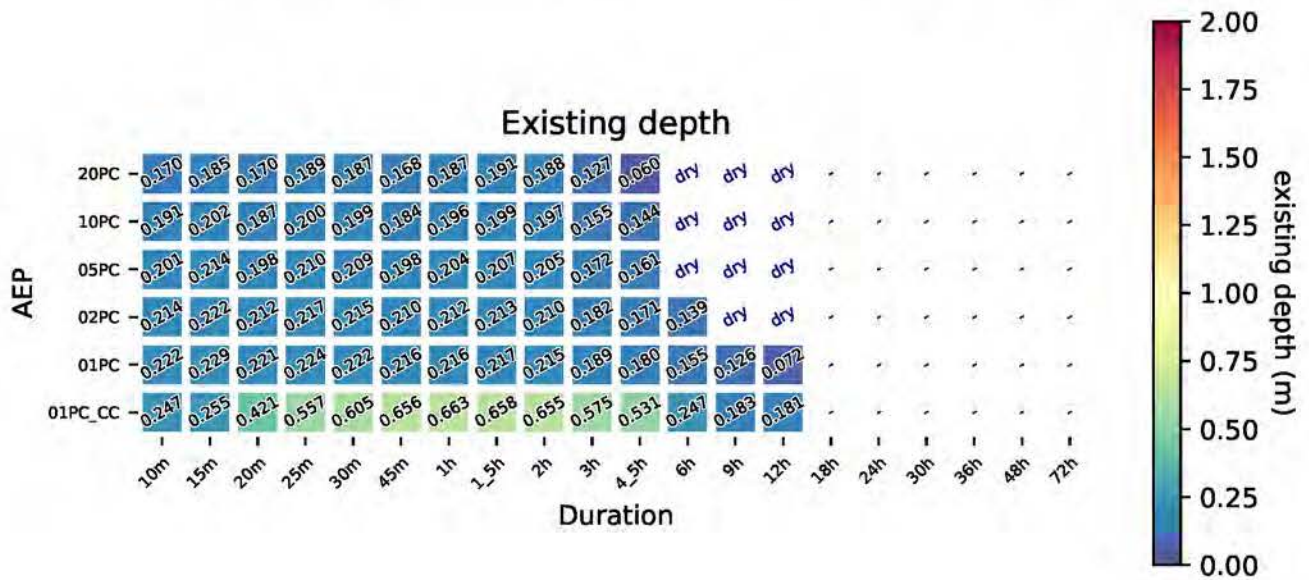 Existing depth
AEP
20PC 0.170 0.185 0.170 0.189 0.187 0.168 0.187 0.191 0.188 0.127 0.060 dry dry dry - - - - - -
10PC 0.191 0.202 0.187 0.200 0.199 0.184 0.196 0.199 0.197 0.155 0.144 dry dry dry - - - - - -
05PC 0.201 0.214 0.198 0.210 0.209 0.198 0.204 0.207 0.205 0.172 0.161 dry dry dry - - - - - -
02PC 0.214 0.222 0.212 0.217 0.215 0.210 0.212 0.213 0.210 0.182 0.171 0.139 dry dry - - - - - -
01PC 0.222 0.229 0.221 0.224 0.222 0.216 0.216 0.217 0.215 0.189 0.180 0.155 0.126 0.072 - - - - - -
01PC_CC 0.247 0.255 0.421 0.557 0.605 0.656 0.663 0.658 0.655 0.575 0.531 0.247 0.183 0.181 - - - - - -
10m 15m 20m 25m 30m 45m 1h 1_5h 2h 3h 4_5h 6h 9h 12h 18h 24h 30h 36h 48h 72h
Duration
2.00
1.75
1.50
1.25
1.00
0.75
0.50
0.25
0.00
existing depth (m)